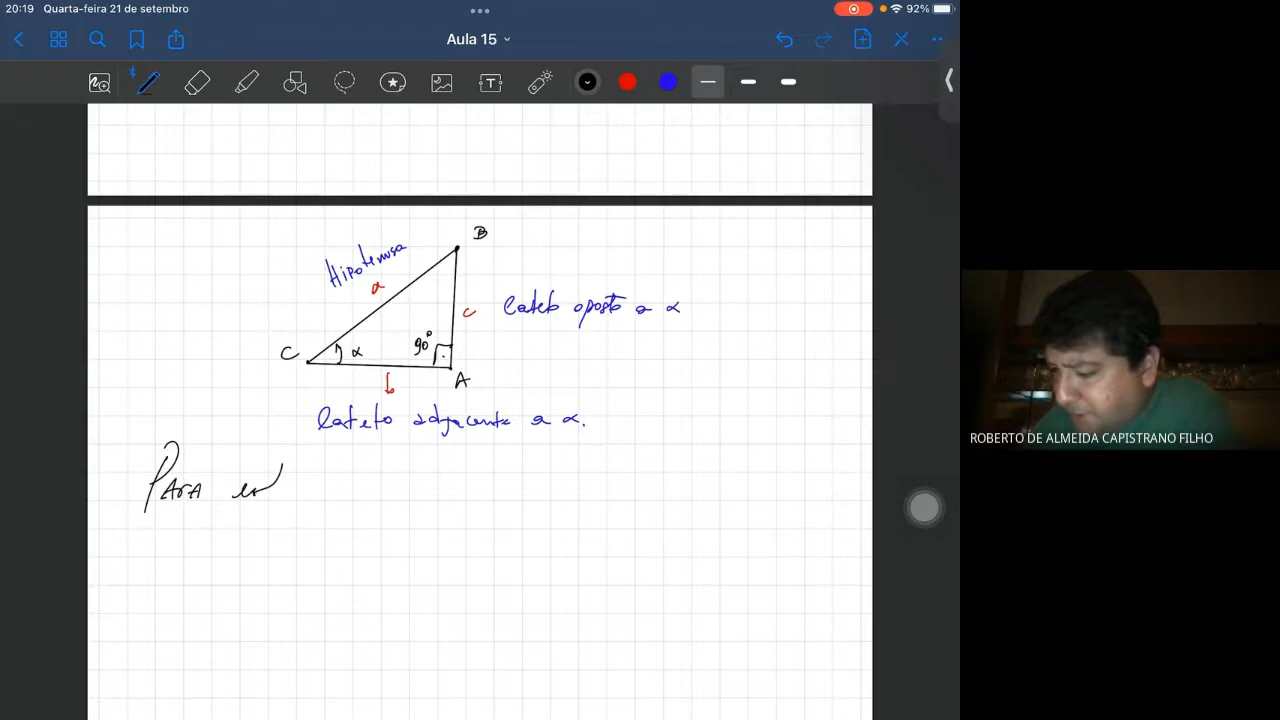 20:19 Quarta-feira 21 de setembro
92%
Aula 15
T
B
Hipotenusa
a
c
cateto oposto a α
90°
C
α
A
b
cateto adjacente a α.
PARA
ROBERTO DE ALMEIDA CAPISTRANO FILHO